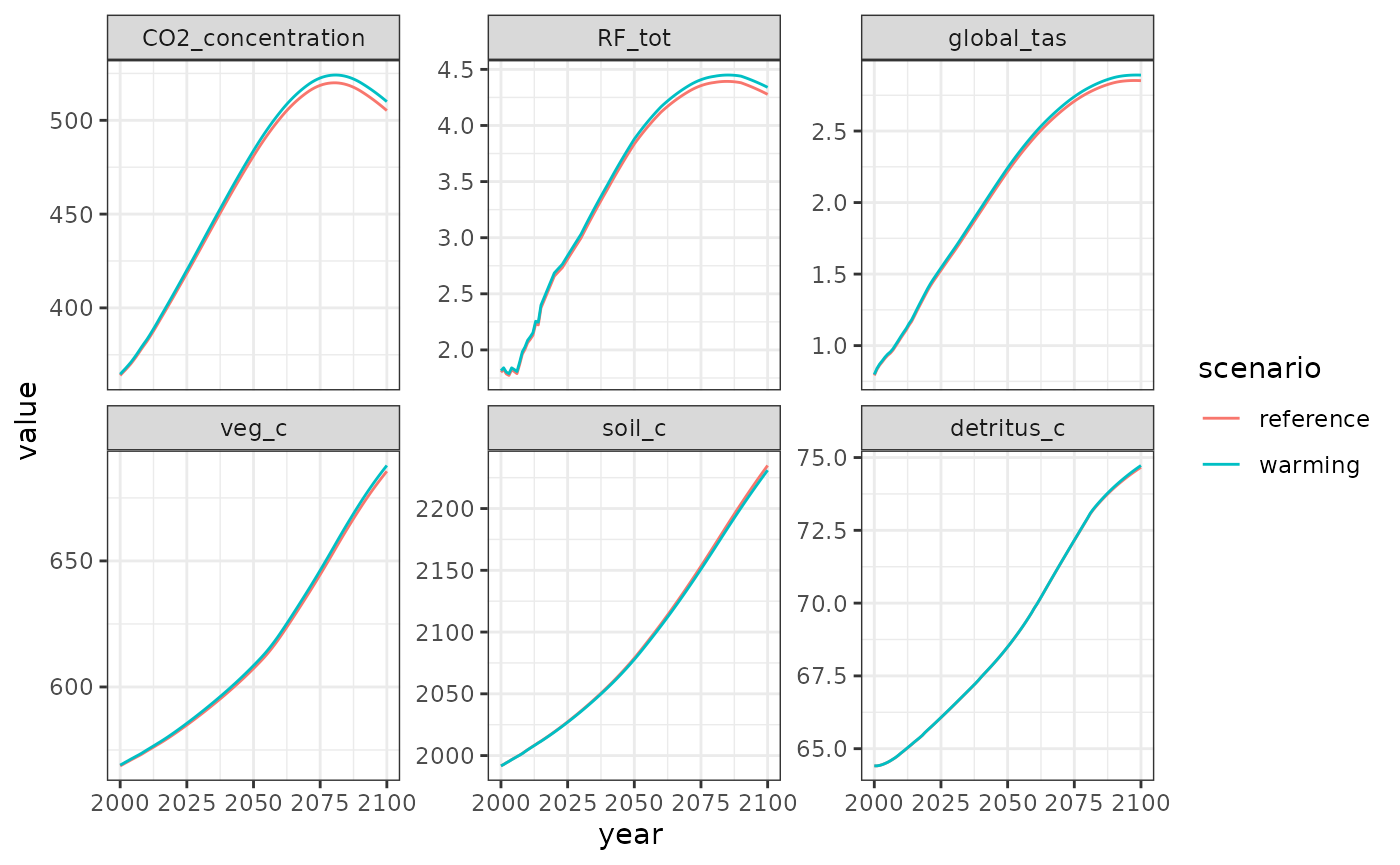 CO2_concentration
RF_tot
global_tas
500
450
400
4.5
4.0
3.5
3.0
2.5
2.0
2.5
2.0
1.5
1.0
veg_c
soil_c
detritus_c
650
600
2200
2150
2100
2050
2000
75.0
72.5
70.0
67.5
65.0
2000 2025 2050 2075 2100
2000 2025 2050 2075 2100
2000 2025 2050 2075 2100
year
value
scenario
reference
warming